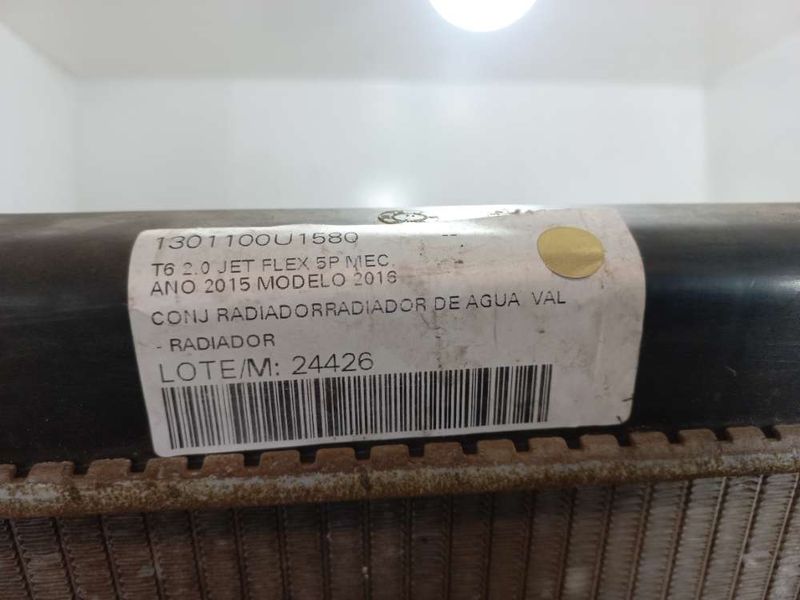 1301100U1580
T6 2.0 JET FLEX 5P MEC.
ANO 2015 MODELO 2016
CONJ RADIADORRADIADOR DE AGUA VAL
- RADIADOR
LOTE/M: 24426